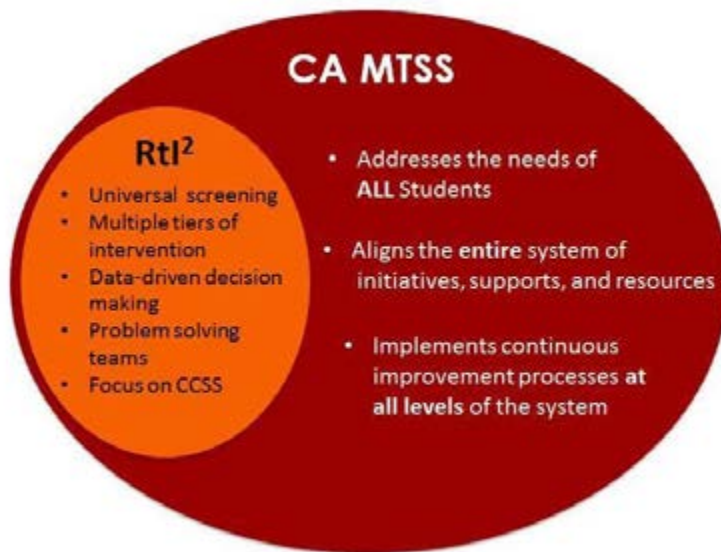 CA MTSS
RtI²
• Universal screening
• Multiple tiers of
intervention
• Data-driven decision
making
• Problem solving
teams
• Focus on CCSS
• Addresses the needs of
ALL Students
• Aligns the entire system of
initiatives, supports, and resources
• Implements continuous
improvement processes at
all levels of the system